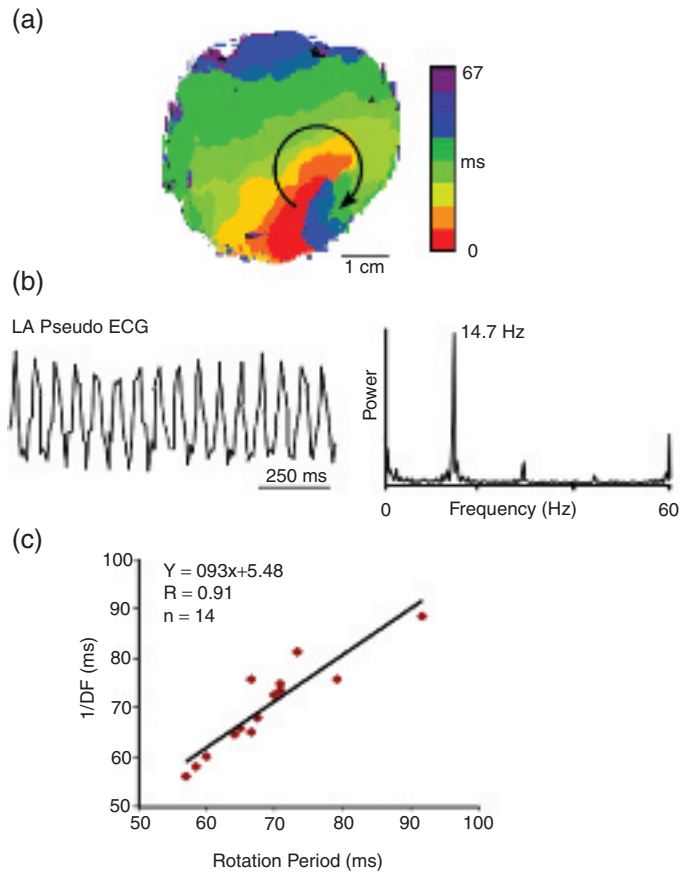 (a)
67
ms
0
1 cm
(b)
LA Pseudo ECG
250 ms
14.7 Hz
Power
0
Frequency (Hz)
60
(c)
Y = 093x+5.48
R = 0.91
n = 14
100
90
80
70
60
50
1/DF (ms)
50 60 70 80 90 100
Rotation Period (ms)